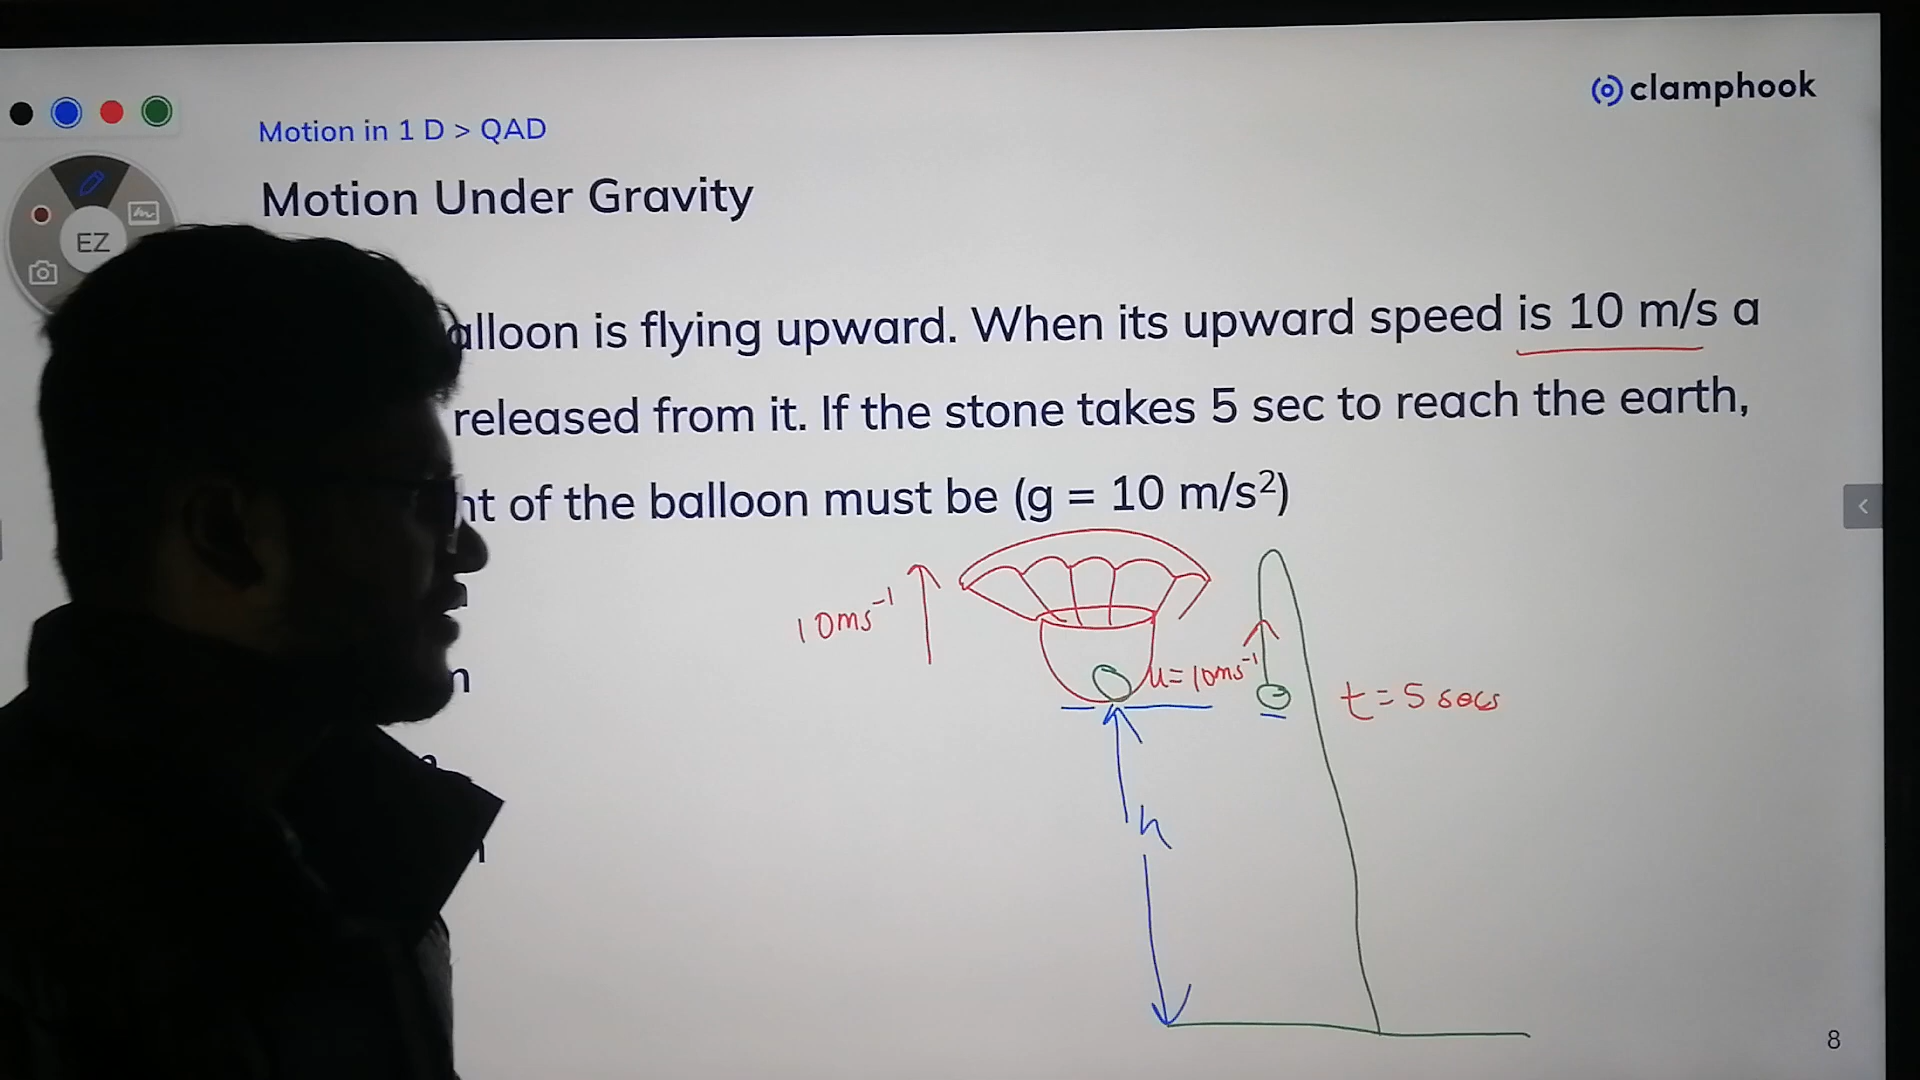 clamphook
Motion in 1 D > QAD
EZ
Motion Under Gravity
alloon is flying upward. When its upward speed is 10 m/s a
released from it. If the stone takes 5 sec to reach the earth,
of the balloon must be (g = 10 m/s²)
10ms⁻¹
u=10ms⁻¹
t = 5 secs
h
8